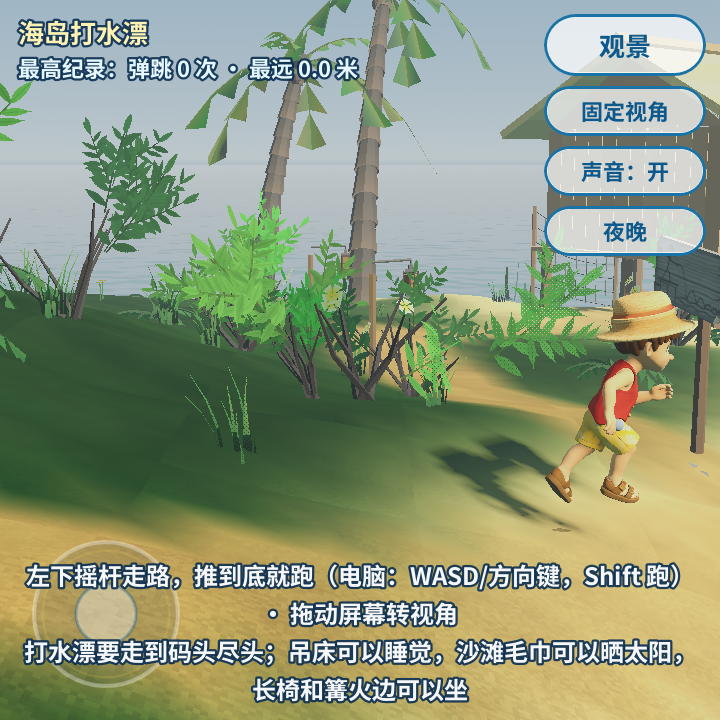 海岛打水漂
最高纪录：弹跳 0 次 · 最远 0.0 米
观景
固定视角
声音：开
夜晚
左下摇杆走路，推到底就跑（电脑：WASD/方向键，Shift 跑）
· 拖动屏幕转视角
打水漂要走到码头尽头；吊床可以睡觉，沙滩毛巾可以晒太阳，
长椅和篝火边可以坐